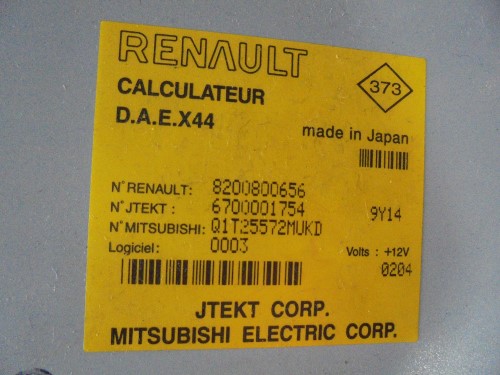 RENAULT
CALCULATEUR
D.A.E.X44
373
made in Japan
N° RENAULT: 8200800656
N° JTEKT : 6700001754 9Y14
N° MITSUBISHI: Q1T25572MUKD
Logiciel: 0003 Volts : +12V
0204
JTEKT CORP.
MITSUBISHI ELECTRIC CORP.